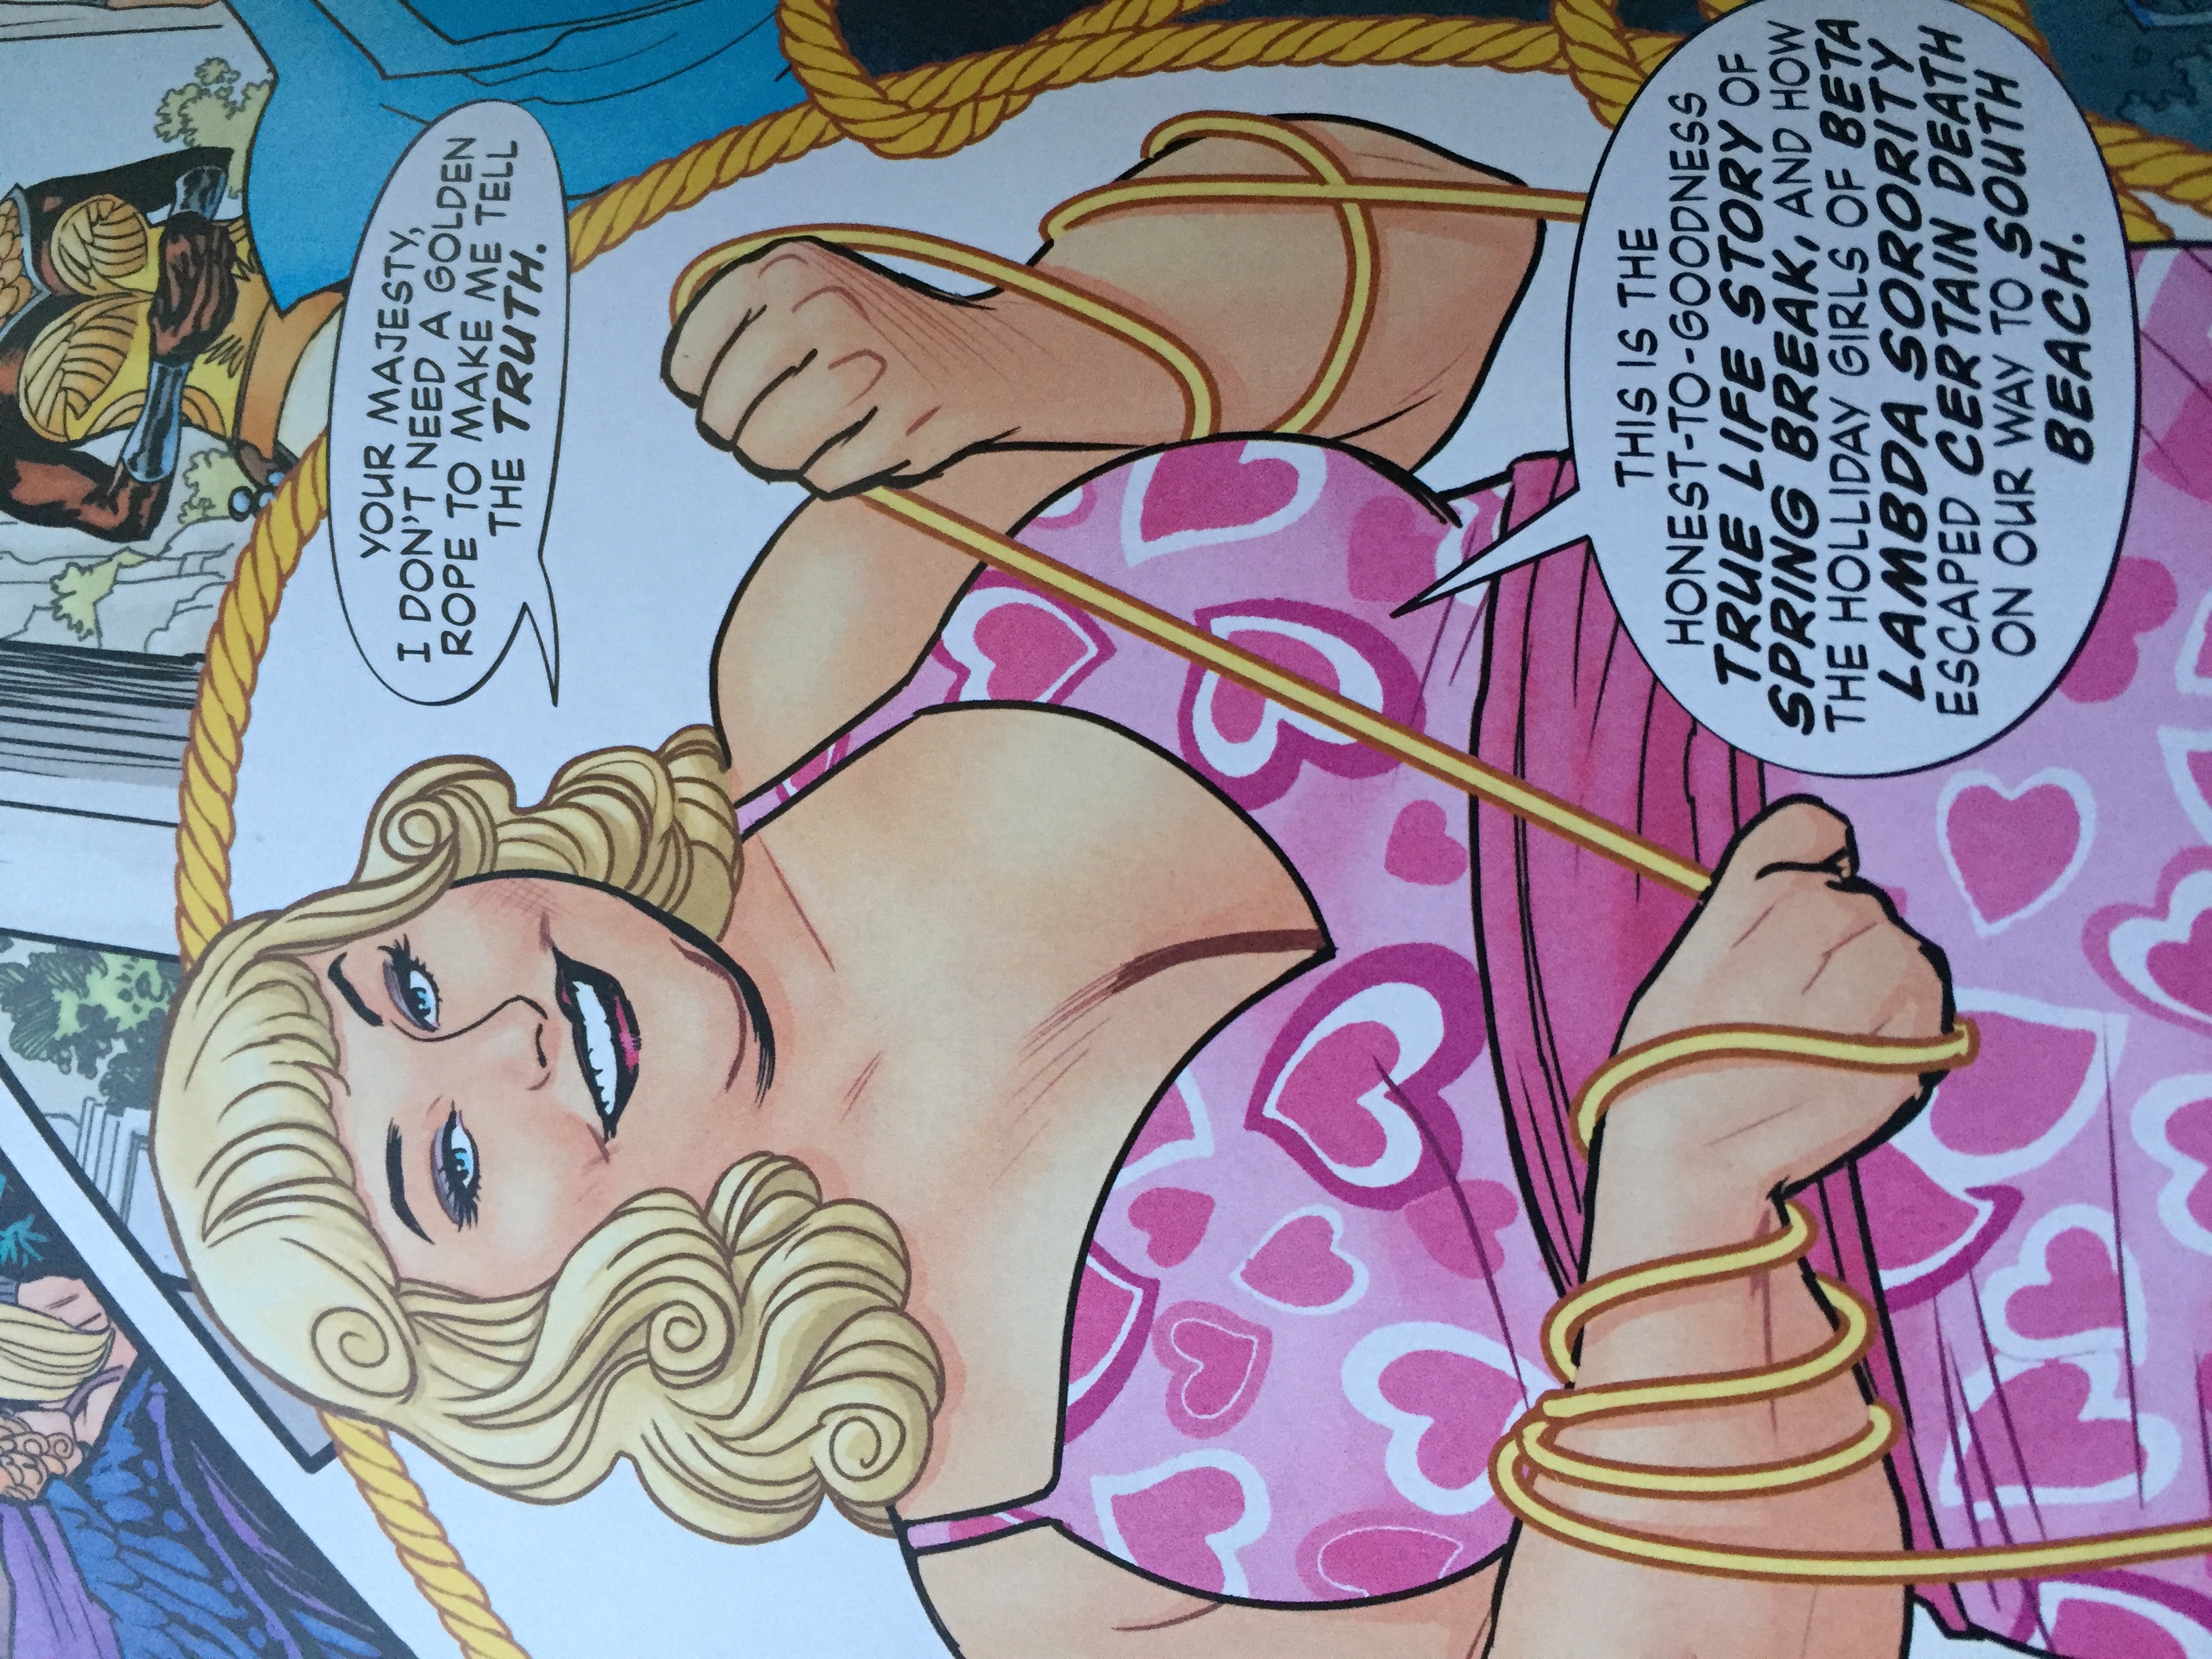 YOUR MAJESTY,
I DON'T NEED A GOLDEN
ROPE TO MAKE ME TELL
THE TRUTH.
THIS IS THE
HONEST-TO-GOODNESS
TRUE LIFE STORY OF
SPRING BREAK, AND HOW
THE HOLLIDAY GIRLS OF BETA
LAMBDA SORORITY
ESCAPED CERTAIN DEATH
ON OUR WAY TO SOUTH
BEACH.